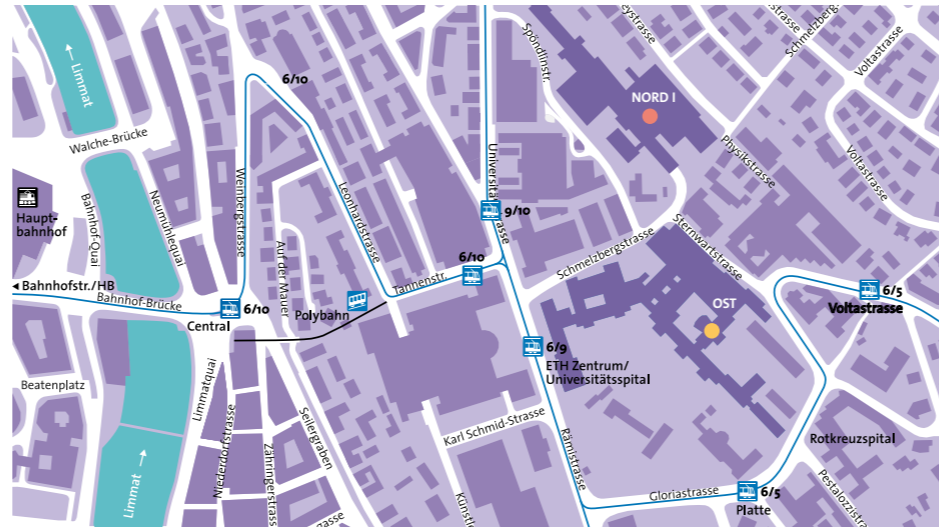 ← Limmat
6/10
Walche-Brücke
Haupt-
bahnhof
Bahnhof-Quai
Neumühlequai
Weinbergstrasse
Leonhardstrasse
Auf der Mauer
Spöndlinstr.
NORD I
Schmelzbergstrasse
Voltastrasse
Physikstrasse
Voltastrasse
9/10
6/10
Tannenstr.
Schmelzbergstrasse
Sternwartstrasse
OST
6/5
Voltastrasse
Bahnhofstr./HB
Bahnhof-Brücke
6/10
Central
Polybahn
6/9
ETH Zentrum/
Universitätsspital
Beatenplatz
Limmatquai
Niederdorfstrasse
Zähringerstrasse
Seilergraben
Karl Schmid-Strasse
Rämistrasse
Rotkreuzspital
Gloriastrasse
6/5
Platte
Limmat →